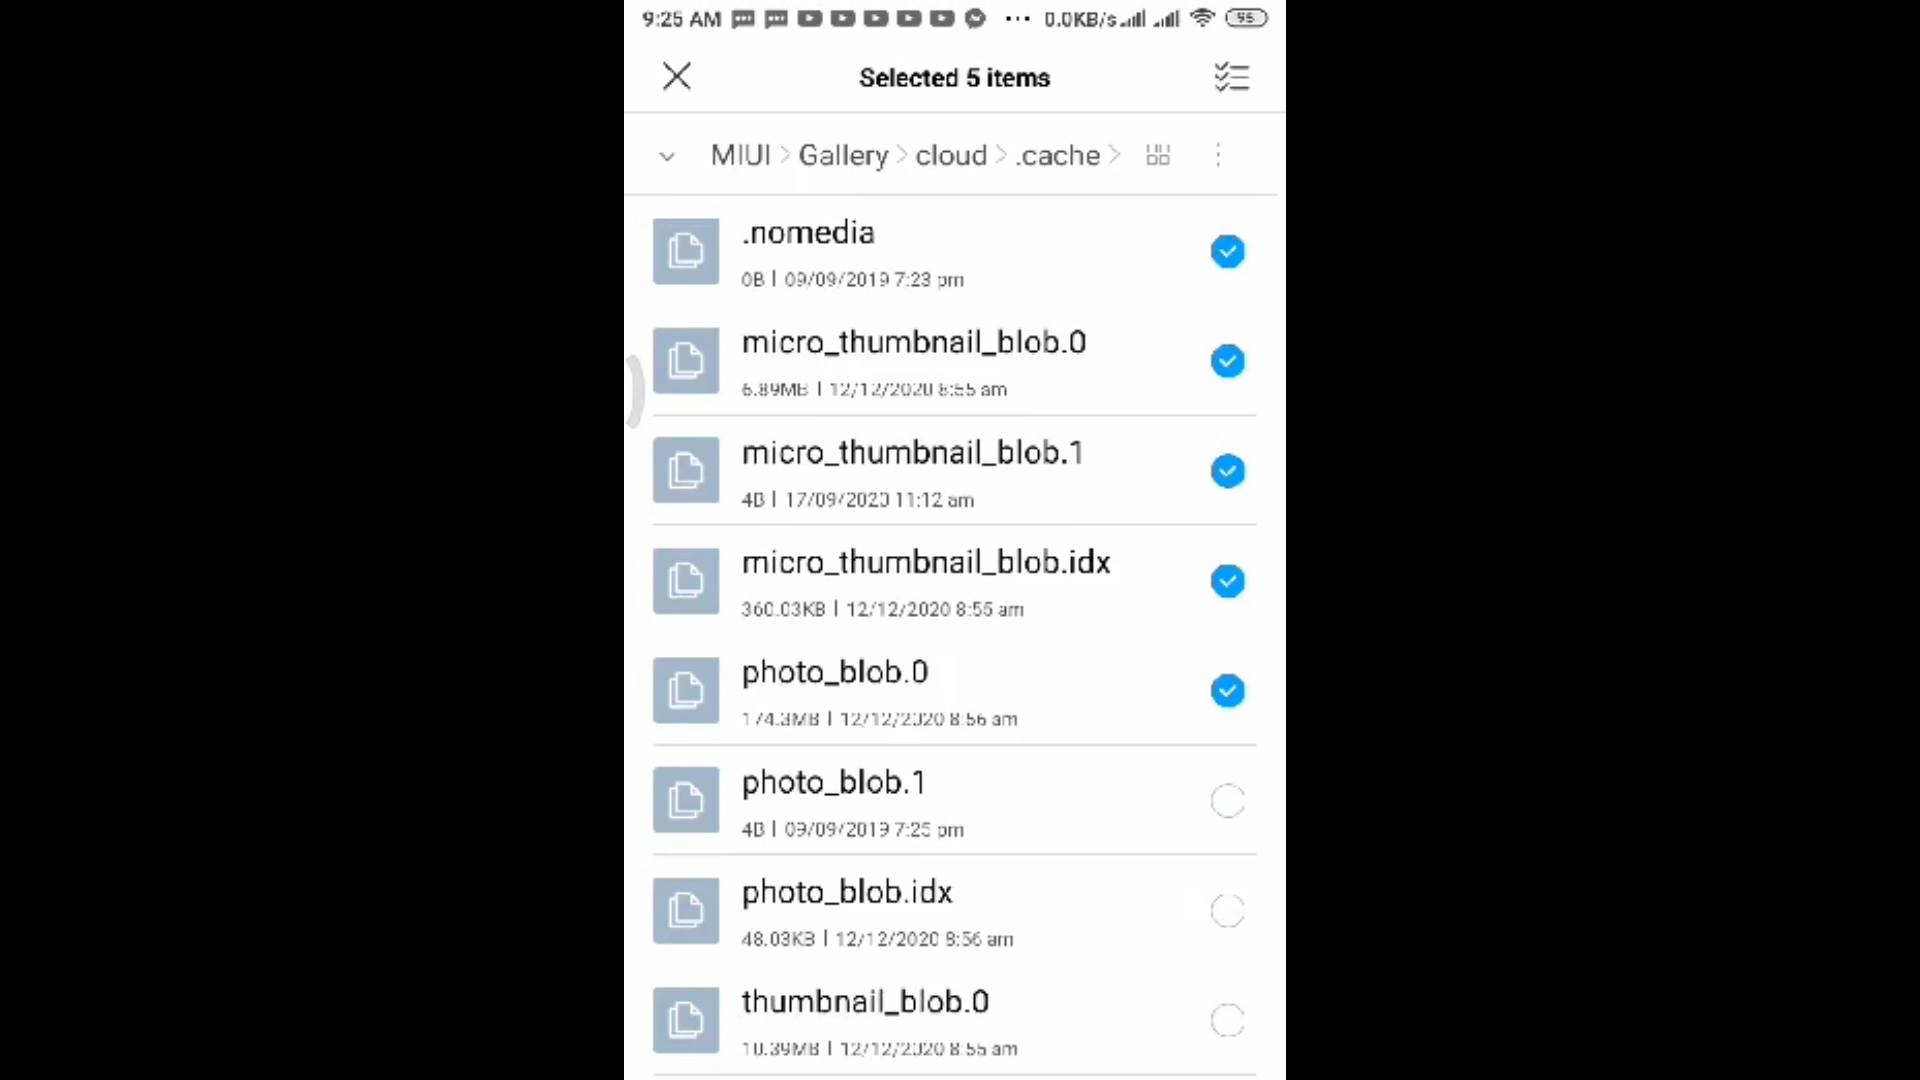 9:25 AM ... 0.0KB/s 95
Selected 5 items
MIUI > Gallery > cloud > .cache >
.nomedia
0B | 09/09/2019 7:23 pm
micro_thumbnail_blob.0
6.89MB | 12/12/2020 8:55 am
micro_thumbnail_blob.1
4B | 17/09/2020 11:12 am
micro_thumbnail_blob.idx
360.03KB | 12/12/2020 8:55 am
photo_blob.0
174.3MB | 12/12/2020 8:56 am
photo_blob.1
4B | 09/09/2019 7:25 pm
photo_blob.idx
48.03KB | 12/12/2020 8:56 am
thumbnail_blob.0
10.39MB | 12/12/2020 8:55 am